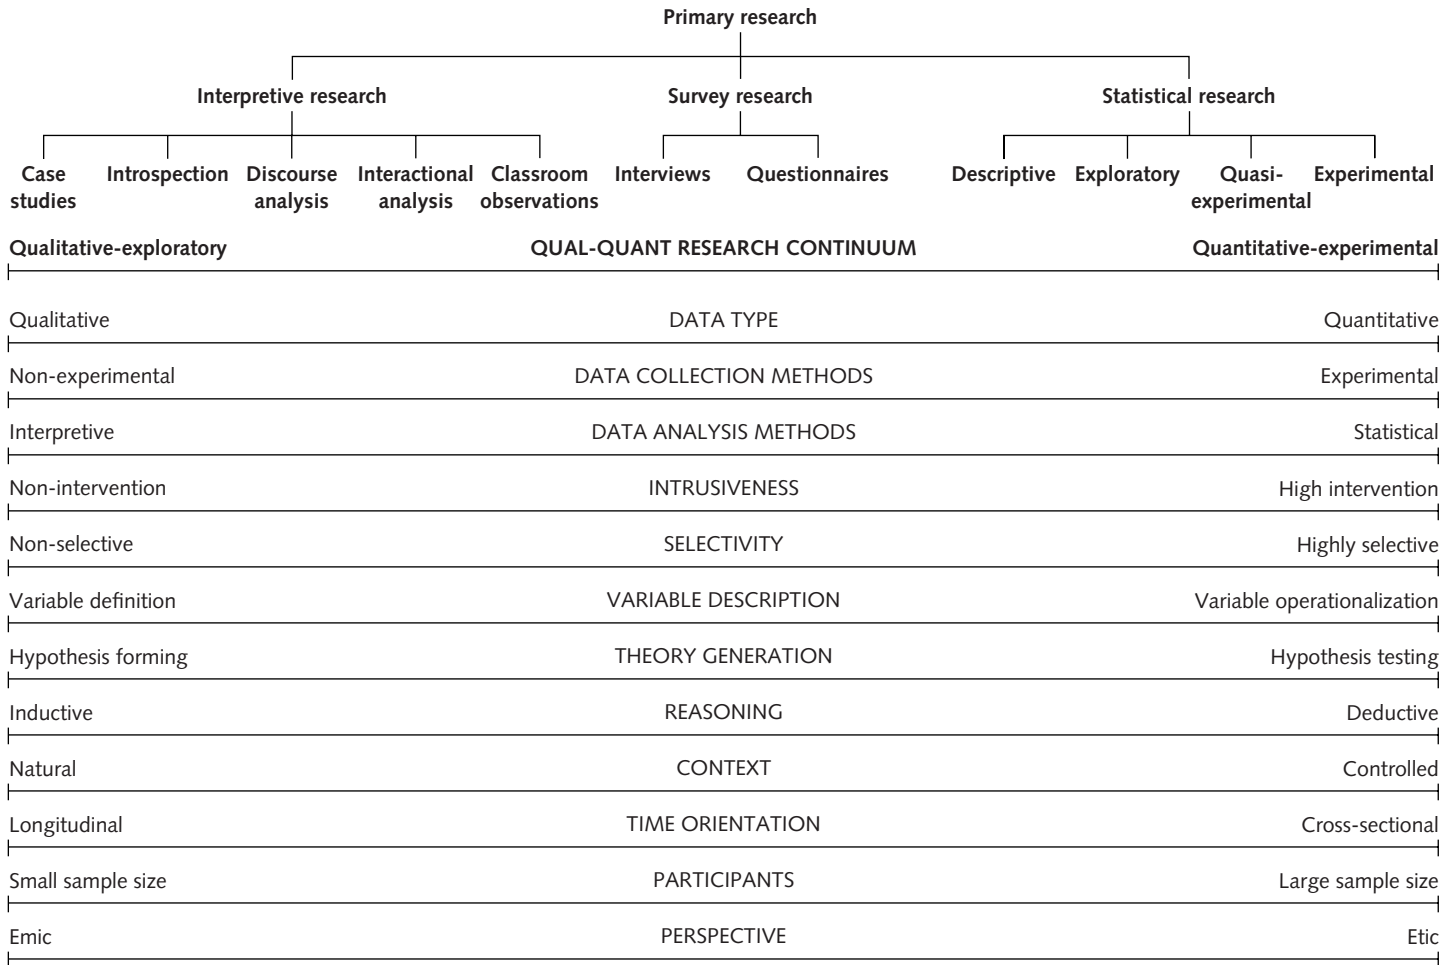 Primary research
Interpretive research Survey research Statistical research
Case Introspection Discourse Interactional Classroom Interviews Questionnaires Descriptive Exploratory Quasi- Experimental
studies analysis analysis observations experimental
Qualitative-exploratory QUAL-QUANT RESEARCH CONTINUUM Quantitative-experimental
Qualitative DATA TYPE Quantitative
Non-experimental DATA COLLECTION METHODS Experimental
Interpretive DATA ANALYSIS METHODS Statistical
Non-intervention INTRUSIVENESS High intervention
Non-selective SELECTIVITY Highly selective
Variable definition VARIABLE DESCRIPTION Variable operationalization
Hypothesis forming THEORY GENERATION Hypothesis testing
Inductive REASONING Deductive
Natural CONTEXT Controlled
Longitudinal TIME ORIENTATION Cross-sectional
Small sample size PARTICIPANTS Large sample size
Emic PERSPECTIVE Etic